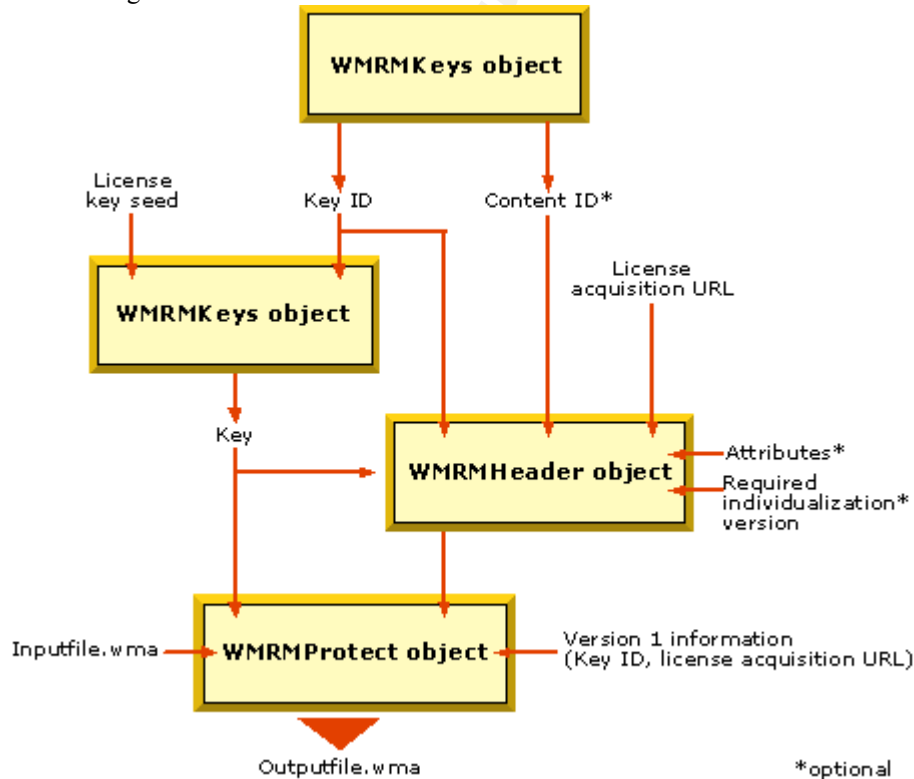 WMRMKeys object
License
key seed
Key ID
Content ID*
License
acquisition URL
WMRMKeys object
Key
WMRMHeader object
Attributes*
Required
individualization*
version
Inputfile.wma
WMRMProtect object
Version 1 information
(Key ID, license acquisition URL)
Outputfile.wma
*optional